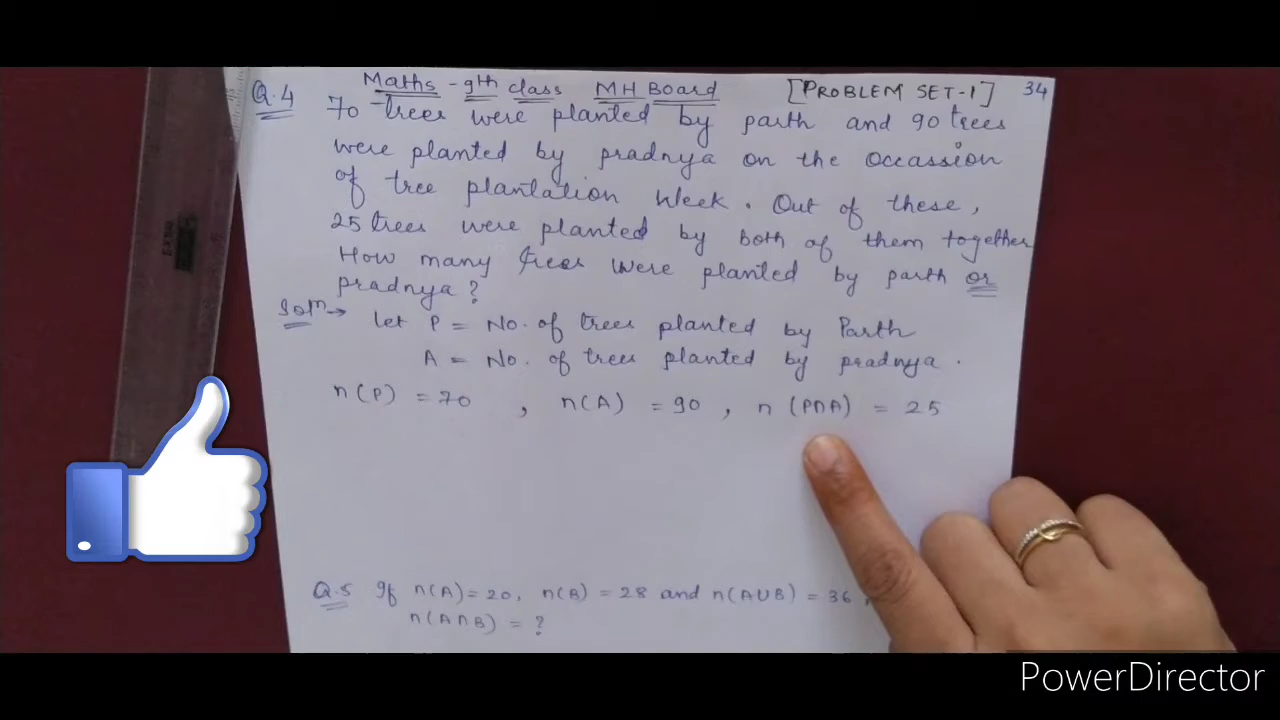 Maths - 9th class MH Board [PROBLEM SET-1] 34
Q.4 70 trees were planted by parth and 90 trees
were planted by pradnya on the occassion
of tree plantation week. Out of these,
25 trees were planted by both of them together
How many trees were planted by parth or
pradnya?
Soln→ let P = No. of trees planted by Parth
A = No. of trees planted by pradnya.
n(P) = 70 , n(A) = 90 , n (P∩A) = 25
Q.5 If n(A)=20, n(B) = 28 and n(A∪B) = 36,
n(A∩B) = ?
PowerDirector